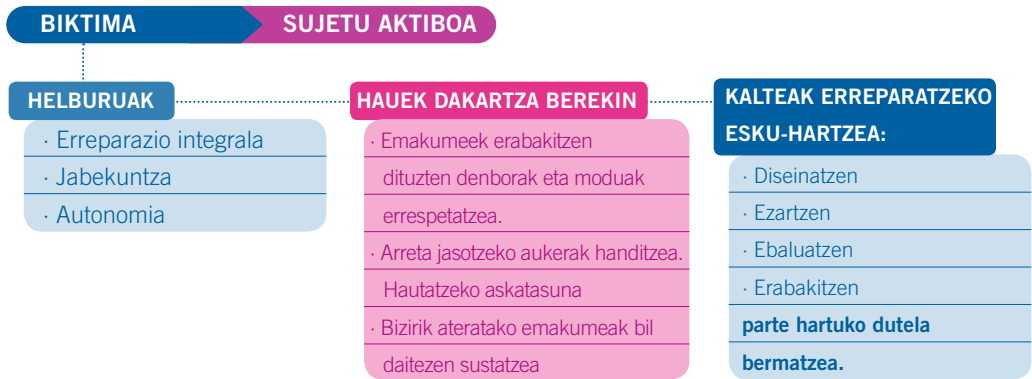 BIKTIMA
SUJETU AKTIBOA
HELBURUAK
· Erreparazio integrala
· Jabekuntza
· Autonomia
HAUEK DAKARTZA BEREKIN
· Emakumeek erabakitzen
dituzten denborak eta moduak
errespetatzea.
· Arreta jasotzeko aukerak handitzea.
Hautatzeko askatasuna
· Bizirik ateratako emakumeak bil
daitezen sustatzea
KALTEAK ERREPARATZEKO
ESKU-HARTZEA:
· Diseinatzen
· Ezartzen
· Ebaluatzen
· Erabakitzen
parte hartuko dutela
bermatzea.